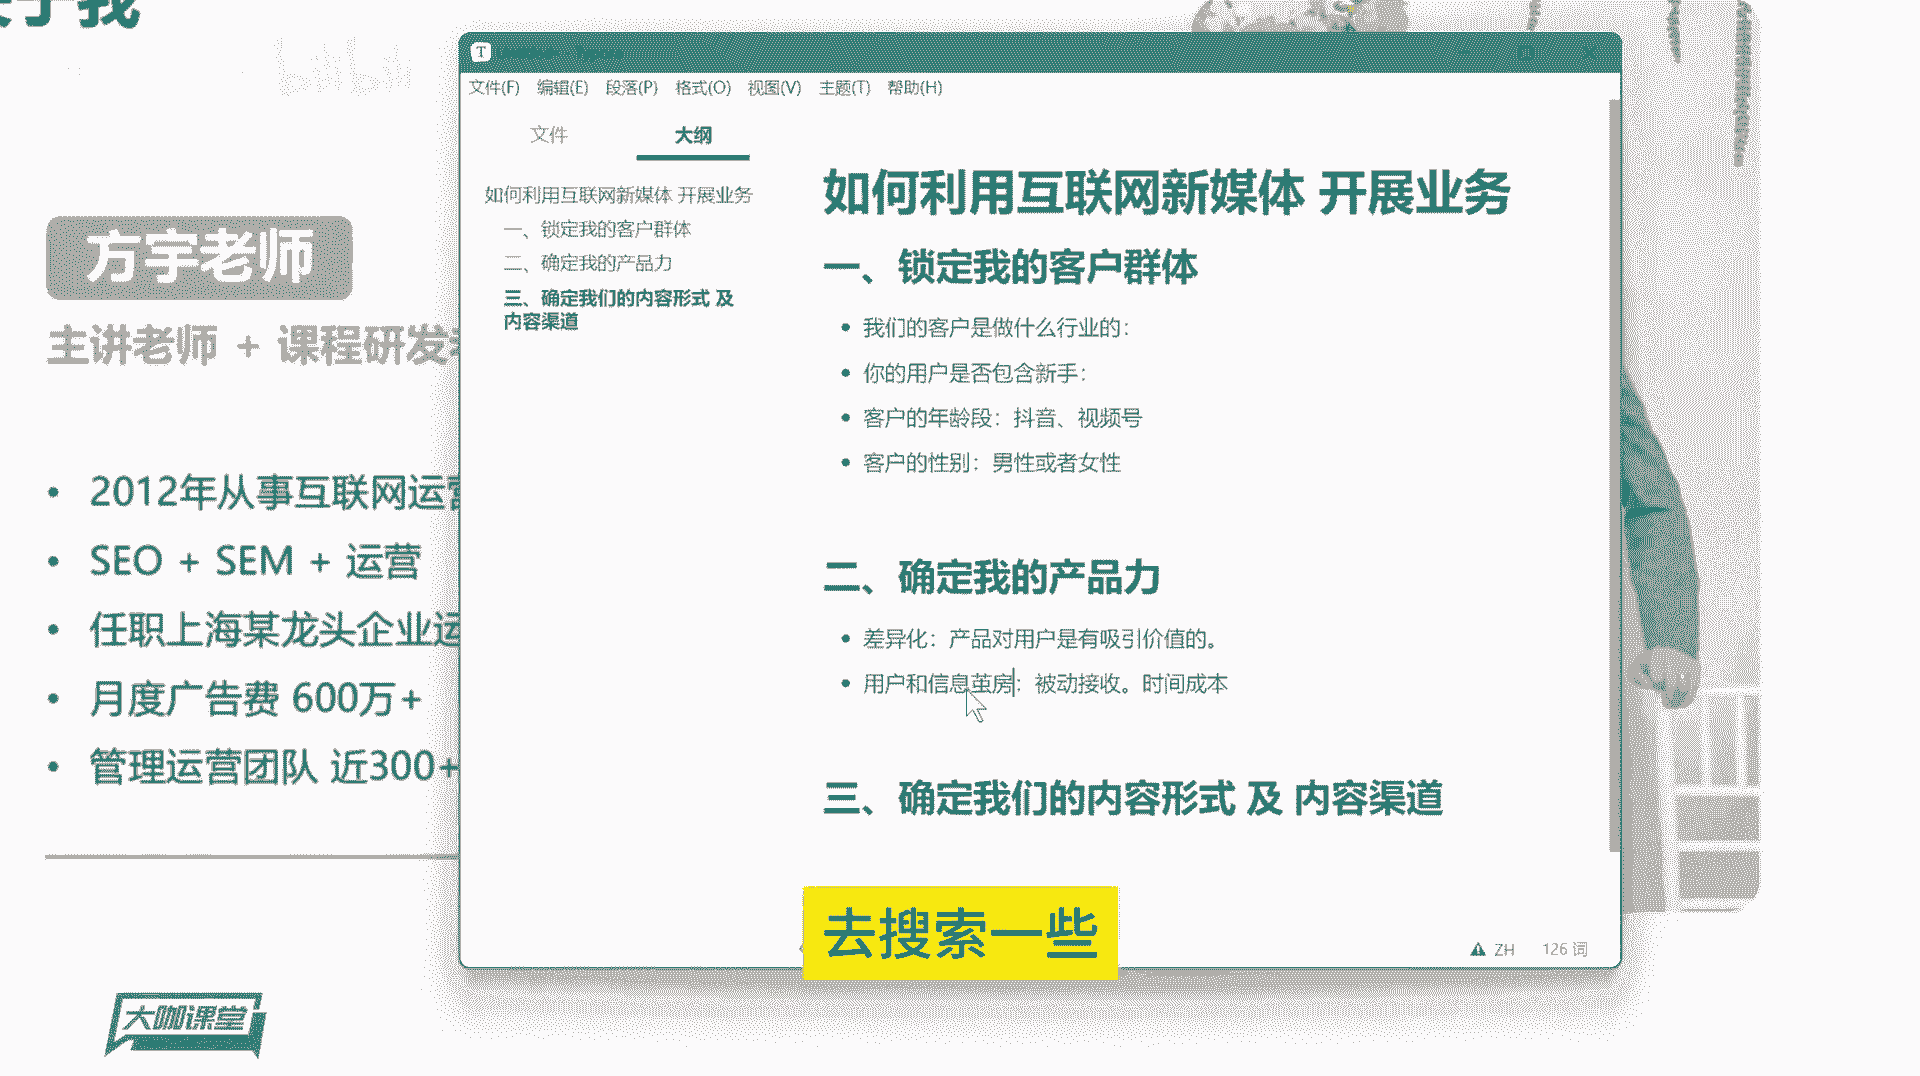 bilibili
方宇老师
主讲老师 + 课程研发
2012年从事互联网运营
SEO + SEM + 运营
任职上海某龙头企业运
月度广告费 600万+
管理运营团队 近300+
大咖课堂
T
文件(F) 编辑(E) 段落(P) 格式(O) 视图(V) 主题(T) 帮助(H)
文件 大纲
如何利用互联网新媒体 开展业务
一、锁定我的客户群体
二、确定我的产品力
三、确定我们的内容形式 及
内容渠道
如何利用互联网新媒体 开展业务
一、锁定我的客户群体
我们的客户是做什么行业的：
你的用户是否包含新手：
客户的年龄段：抖音、视频号
客户的性别：男性或者女性
二、确定我的产品力
差异化：产品对用户是有吸引价值的。
用户和信息茧房：被动接收。时间成本
三、确定我们的内容形式 及 内容渠道
去搜索一些
ZH 126 词